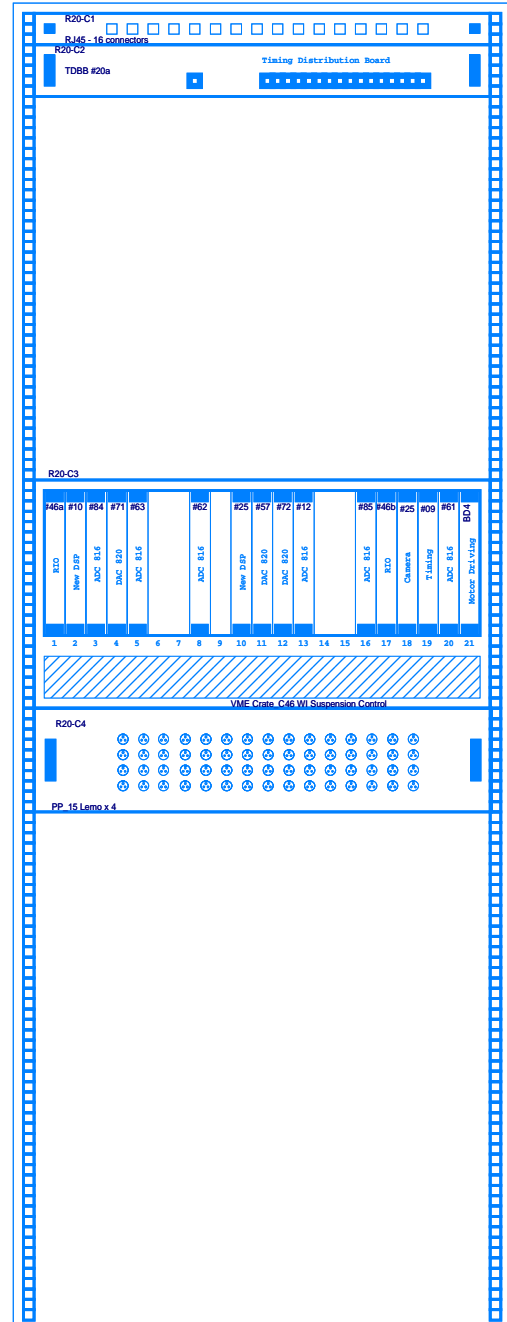 R20-C1
RJ45 - 16 connectors
R20-C2
Timing Distribution Board
TDBB #20a
R20-C3
#46a #10 #84 #71 #63 #62 #25 #57 #72 #12 #85 #46b #25 #09 #61 BD4
RIO New DSP ADC 816 DAC 820 ADC 816 ADC 816 New DSP DAC 820 DAC 820 ADC 816 ADC 816 RIO Camera Timing ADC 816 Motor Driving
1 2 3 4 5 6 7 8 9 10 11 12 13 14 15 16 17 18 19 20 21
VME Crate C46 WI Suspension Control
R20-C4
PP_15 Lemo x 4